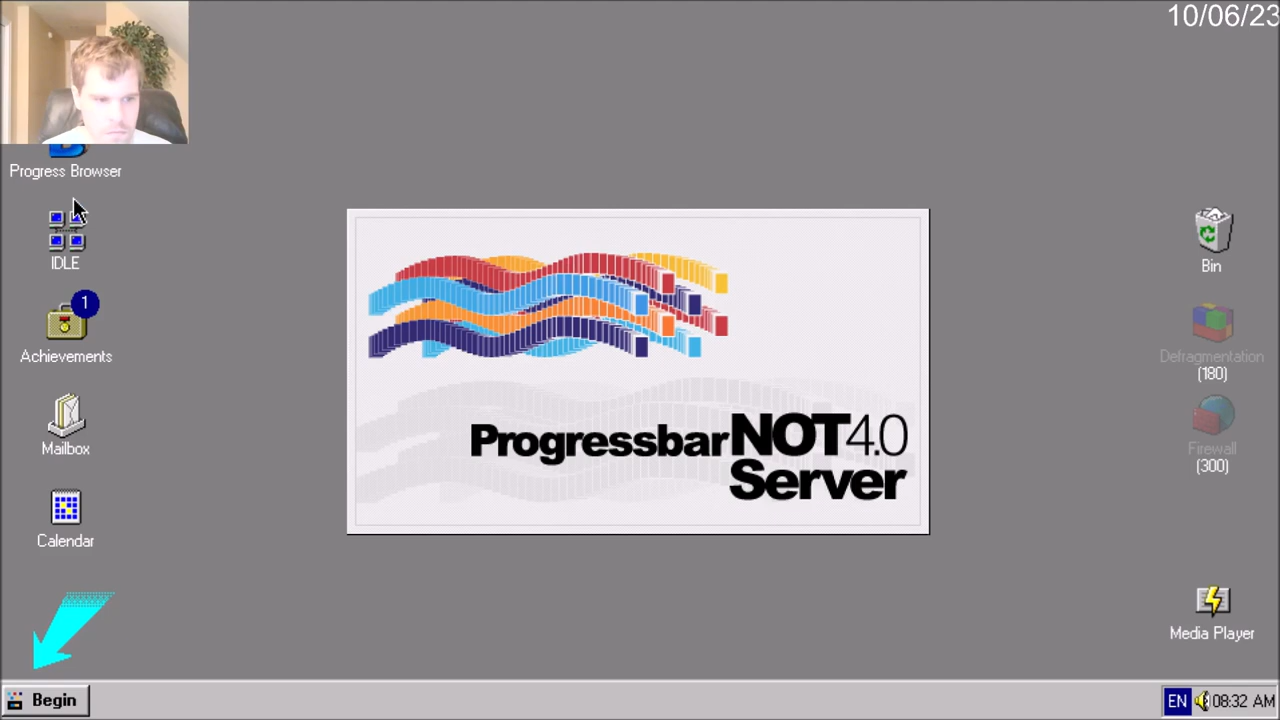 10/06/23
Progress Browser
IDLE
1
Achievements
Mailbox
Calendar
ProgressbarNOT4.0
Server
Bin
Defragmentation
(180)
Firewall
(300)
Media Player
Begin
EN
08:32 AM